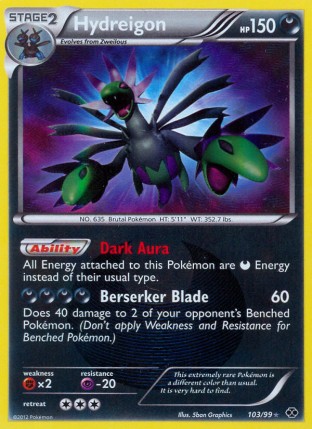 STAGE2
Hydreigon
HP150
Evolves from Zweilous
NO. 635 Brutal Pokémon HT: 5'11" WT: 352.7 lbs.
Ability Dark Aura
All Energy attached to this Pokémon are Energy
instead of their usual type.
Berserker Blade 60
Does 40 damage to 2 of your opponent's Benched
Pokémon. (Don't apply Weakness and Resistance for
Benched Pokémon.)
weakness resistance
×2 -20
This extremely rare Pokémon is
a different color than usual.
It is very hard to find.
retreat
©2012 Pokémon
Illus. 5ban Graphics
103/99